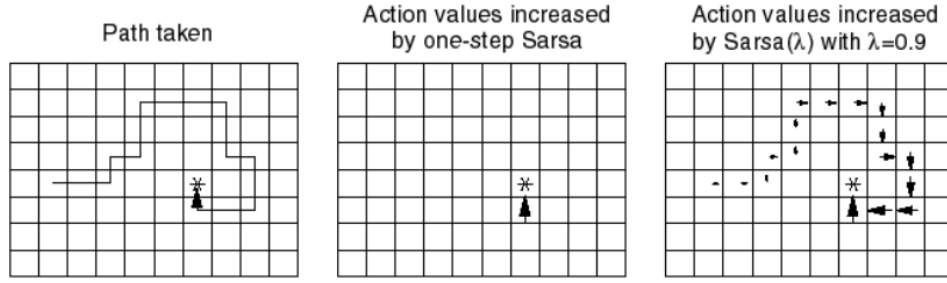 Path taken
Action values increased
by one-step Sarsa
Action values increased
by Sarsa(λ) with λ=0.9